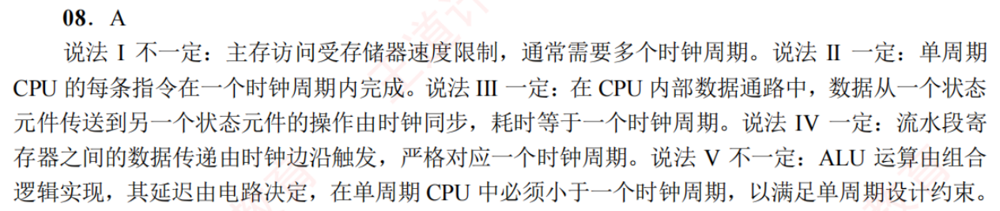 08. A
说法 I 不一定：主存访问受存储器速度限制，通常需要多个时钟周期。说法 II 一定：单周期
CPU 的每条指令在一个时钟周期内完成。说法 III 一定：在 CPU 内部数据通路中，数据从一个状态
元件传送到另一个状态元件的操作由时钟同步，耗时等于一个时钟周期。说法 IV 一定：流水段寄
存器之间的数据传递由时钟边沿触发，严格对应一个时钟周期。说法 V 不一定：ALU 运算由组合
逻辑实现，其延迟由电路决定，在单周期 CPU 中必须小于一个时钟周期，以满足单周期设计约束。